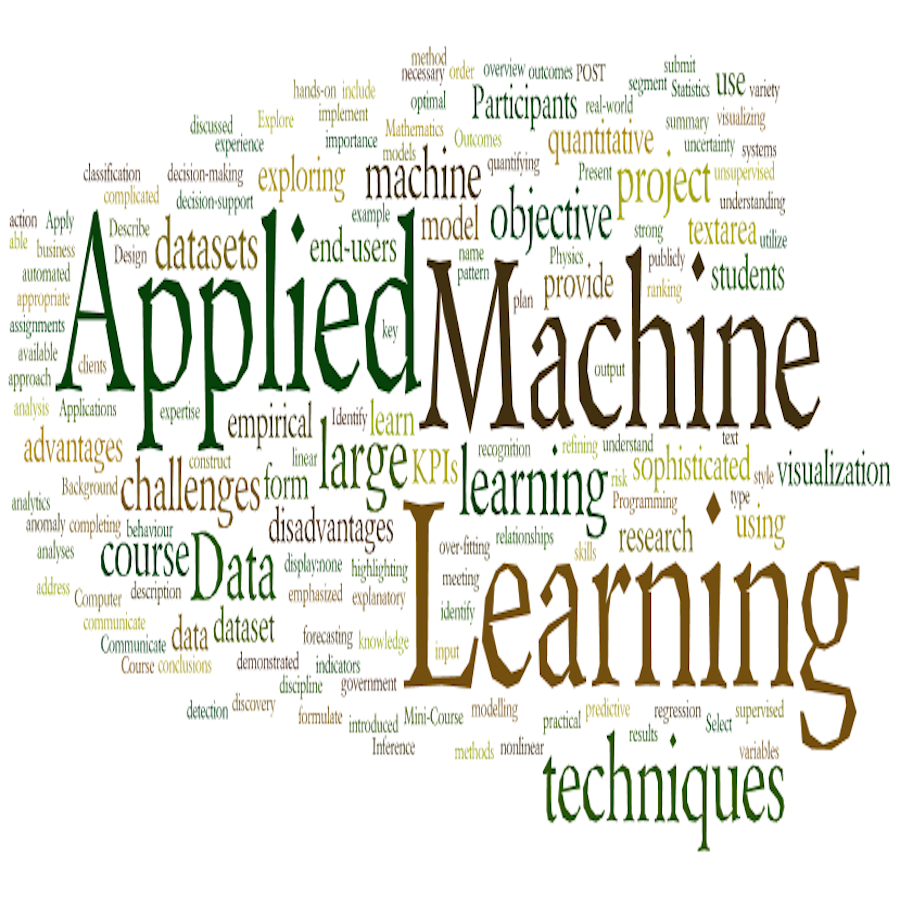 method
necessary order overview outcomes POST
submit
segment Statistics use variety
hands-on include
optimal Participants real-world
implement
discussed Explore
experience importance Mathematics Outcomes quantitative summary visualizing
models
uncertainty systems
classification decision-making exploring machine quantifying Present project unsupervised
complicated decision-support
understanding
action Apply Describe datasets end-users example model objective strong textarea utilize
able business Design
name Physics publicly students
pattern
automated
appropriate
plan provide ranking
Applied Machine
assignments
key
available
clients
approach
output
analysis Applications expertise empirical Identify learn
advantages
linear large KPIs recognition refining understand text
construct
learning risk sophisticated style visualization
Background challenges form
analytics
Programming type
anomaly completing behaviour disadvantages
relationships research using
analyses course Data over-fitting skills
display:none highlighting
address Computer description emphasized explanatory meeting
Learning
communicate
identify
Communicate data dataset forecasting knowledge input
Course conclusions demonstrated indicators
discipline government
detection discovery formulate introduced Mini-Course modelling practical predictive regression Select supervised
results
Inference methods nonlinear variables
techniques